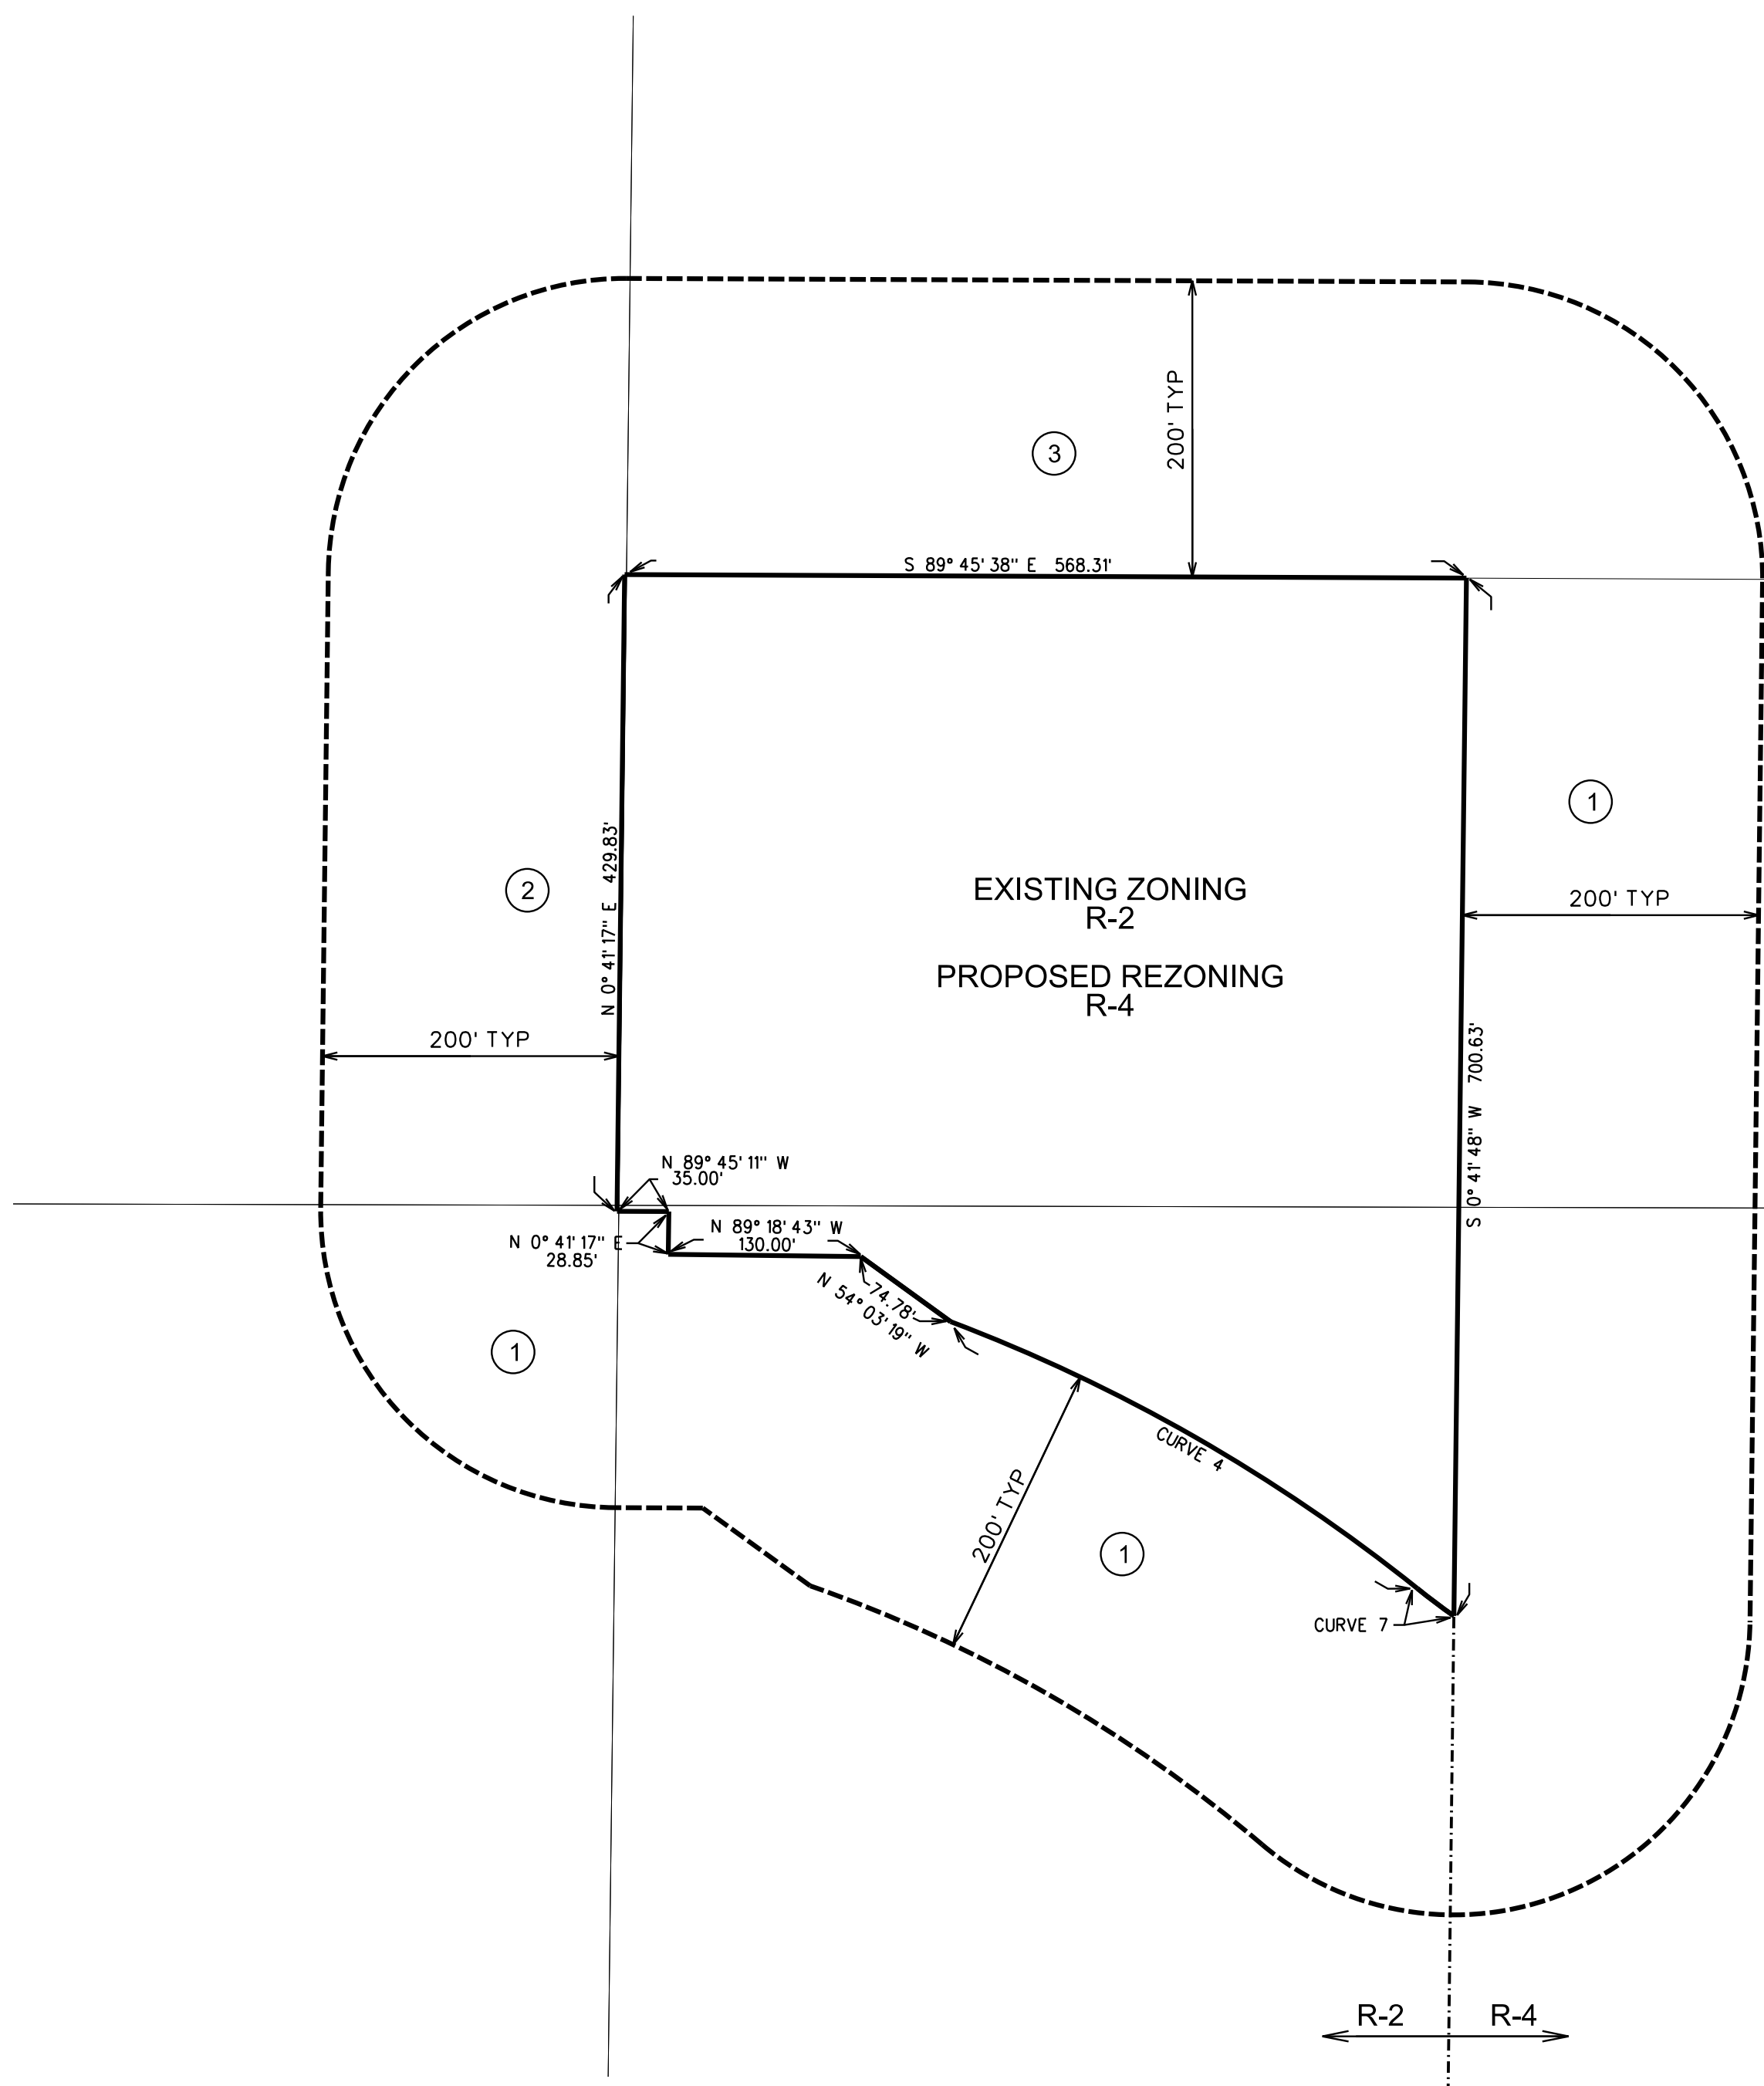 200' TYP
3
S 89° 45' 38" E 568.31'
1
EXISTING ZONING
R-2
200' TYP
2
N 0° 41' 17" E 429.83'
PROPOSED REZONING
R-4
200' TYP
S 0° 41' 48" W 700.63'
N 89° 45' 11" W
35.00'
N 0° 41' 17" E
28.85'
N 89° 18' 43" W
130.00'
74.78'
N 54° 03' 19" W
1
CURVE 4
200' TYP
1
CURVE 7
R-2
R-4